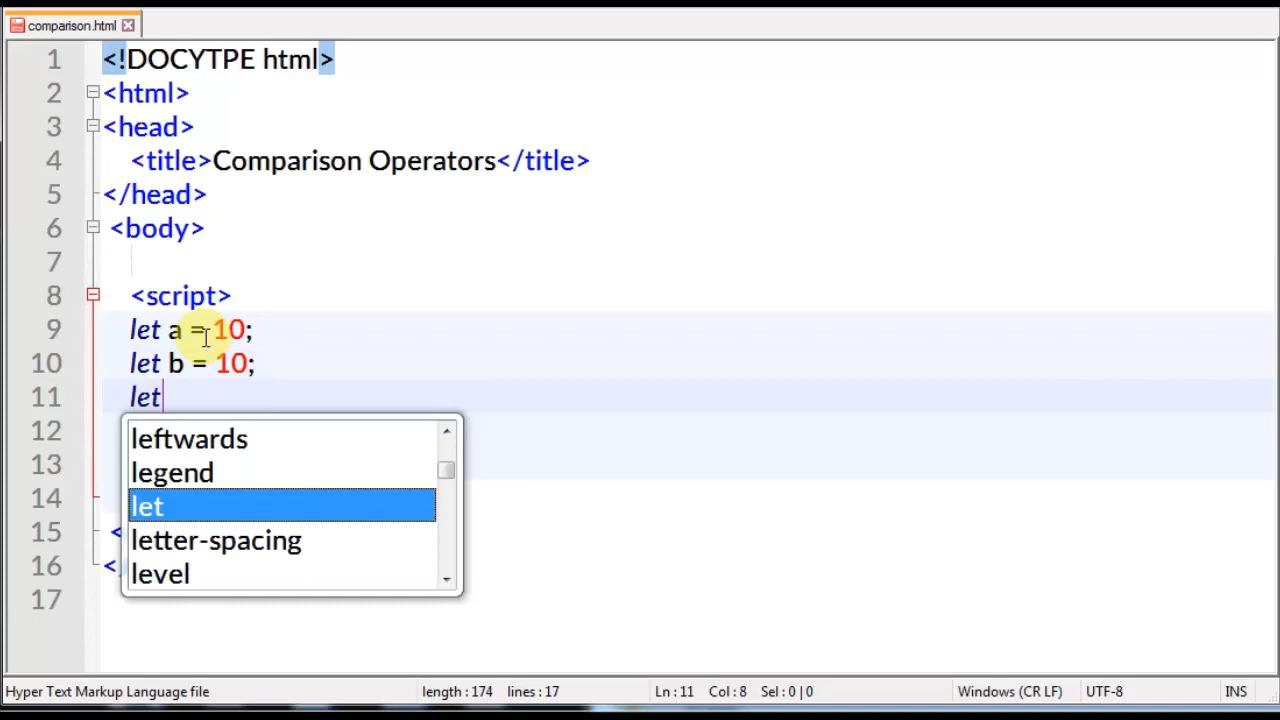 comparison.html
1 <!DOCYTPE html>
2 <html>
3 <head>
4 <title>Comparison Operators</title>
5 </head>
6 <body>
7
8 <script>
9 let a = 10;
10 let b = 10;
11 let
12 leftwards
13 legend
14 let
15 < letter-spacing
16 </ level
17
Hyper Text Markup Language file length : 174 lines : 17 Ln : 11 Col : 8 Sel : 0 | 0 Windows (CR LF) UTF-8 INS